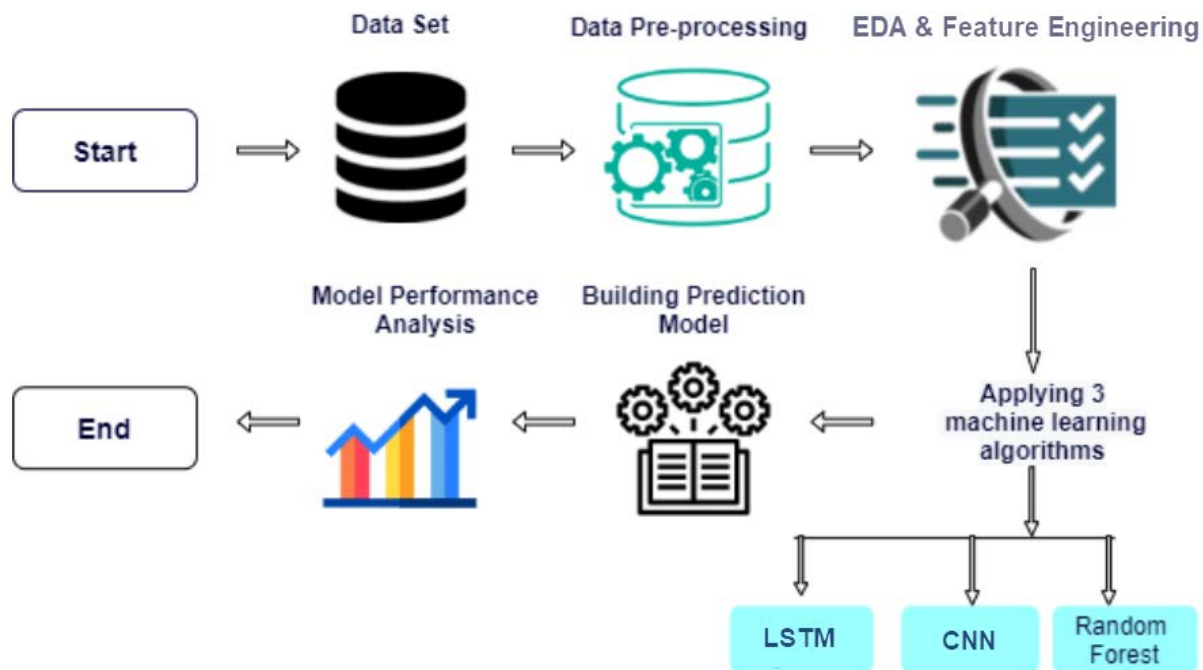 Data Set
Data Pre-processing
EDA & Feature Engineering
Start
Model Performance
Analysis
Building Prediction
Model
End
Applying 3
machine learning
algorithms
LSTM
CNN
Random
Forest